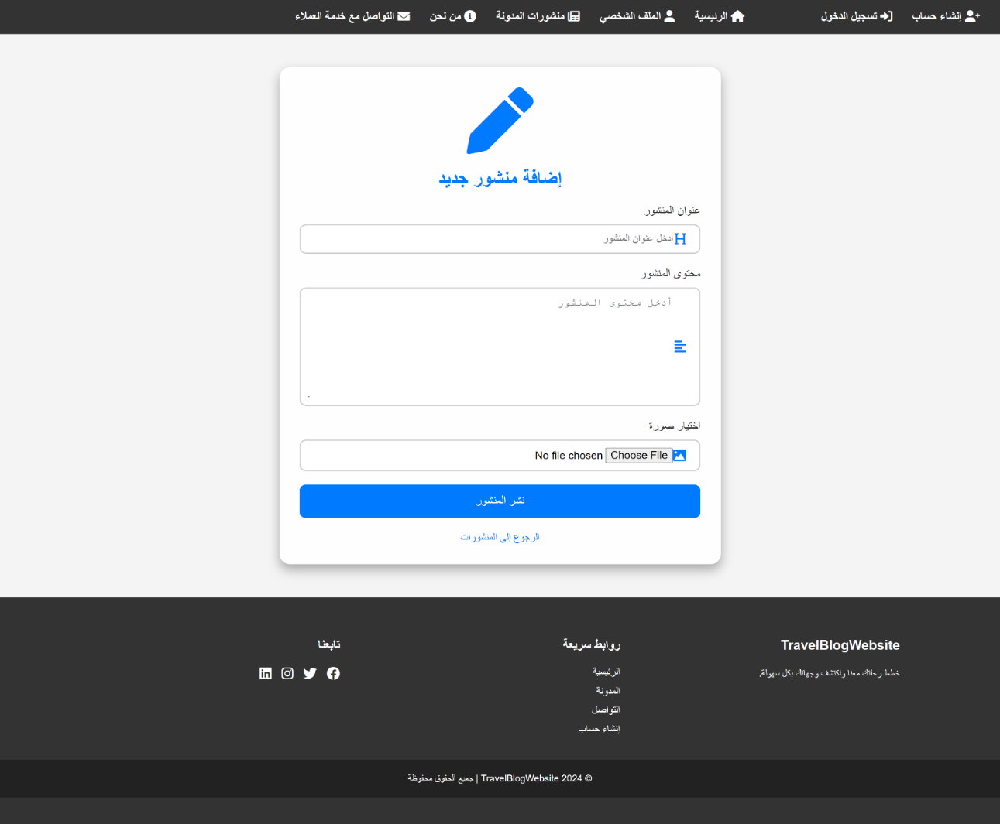 إنشاء حساب
تسجيل الدخول
الرئيسية
الملف الشخصي
منشورات المدونة
من نحن
التواصل مع خدمة العملاء
إضافة منشور جديد
عنوان المنشور
أدخل عنوان المنشور
محتوى المنشور
أدخل محتوى المنشور
اختيار صورة
Choose File No file chosen
نشر المنشور
الرجوع إلى المنشورات
TravelBlogWebsite
خطط رحلتك معنا واكتشف وجهاتك بكل سهولة.
روابط سريعة
الرئيسية
المدونة
التواصل
إنشاء حساب
تابعنا
© 2024 TravelBlogWebsite | جميع الحقوق محفوظة